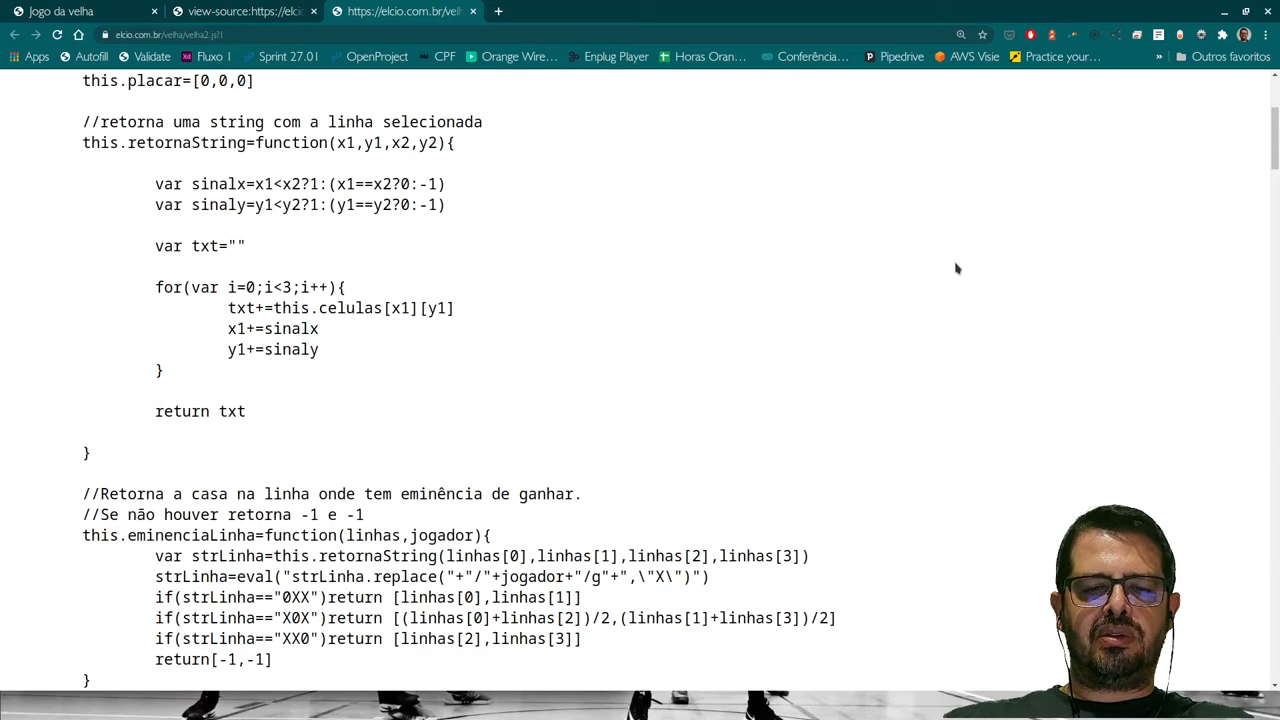 Jogo da velha
view-source:https://elcio
https://elcio.com.br/vel
elcio.com.br/velha/velha2.js?1
Apps
Autofill
Validate
Fluxo 1
Sprint 27.01
OpenProject
CPF
Orange Wire...
Enplug Player
Horas Oran...
Conferência...
Pipedrive
AWS Visie
Practice your...
»
Outros favoritos
this.placar=[0,0,0]
//retorna uma string com a linha selecionada
this.retornaString=function(x1,y1,x2,y2){
var sinalx=x1<x2?1:(x1==x2?0:-1)
var sinaly=y1<y2?1:(y1==y2?0:-1)
var txt=""
for(var i=0;i<3;i++){
txt+=this.celulas[x1][y1]
x1+=sinalx
y1+=sinaly
}
return txt
}
//Retorna a casa na linha onde tem eminência de ganhar.
//Se não houver retorna -1 e -1
this.eminenciaLinha=function(linhas,jogador){
var strLinha=this.retornaString(linhas[0],linhas[1],linhas[2],linhas[3])
strLinha=eval("strLinha.replace("+"/"+jogador+"/g"+",\"X\")")
if(strLinha=="0XX")return [linhas[0],linhas[1]]
if(strLinha=="X0X")return [(linhas[0]+linhas[2])/2,(linhas[1]+linhas[3])/2]
if(strLinha=="XX0")return [linhas[2],linhas[3]]
return[-1,-1]
}